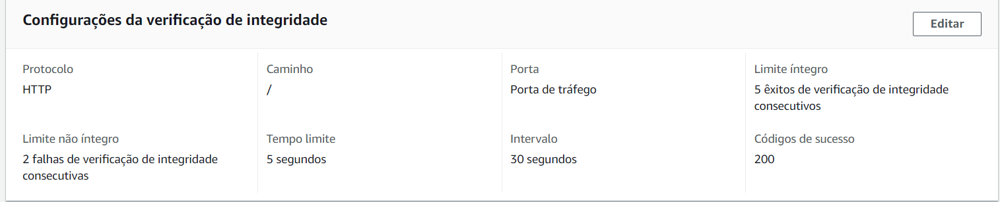 Configurações da verificação de integridade
Editar
Protocolo
HTTP
Caminho
/
Porta
Porta de tráfego
Limite íntegro
5 êxitos de verificação de integridade
consecutivos
Limite não íntegro
2 falhas de verificação de integridade
consecutivas
Tempo limite
5 segundos
Intervalo
30 segundos
Códigos de sucesso
200